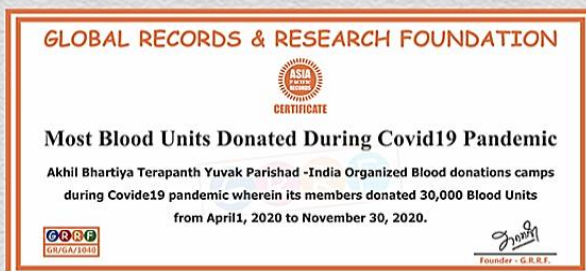 GLOBAL RECORDS & RESEARCH FOUNDATION
ASIA
PACIFIC
RECORDS
CERTIFICATE
Most Blood Units Donated During Covid19 Pandemic
Akhil Bhartiya Terapanth Yuvak Parishad -India Organized Blood donations camps
during Covide19 pandemic wherein its members donated 30,000 Blood Units
from April1, 2020 to November 30, 2020.
GRRF
GR/GA/1040
Founder - G.R.R.F.